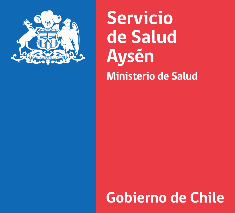 Servicio
de Salud
Aysén
Ministerio de Salud
Gobierno de Chile